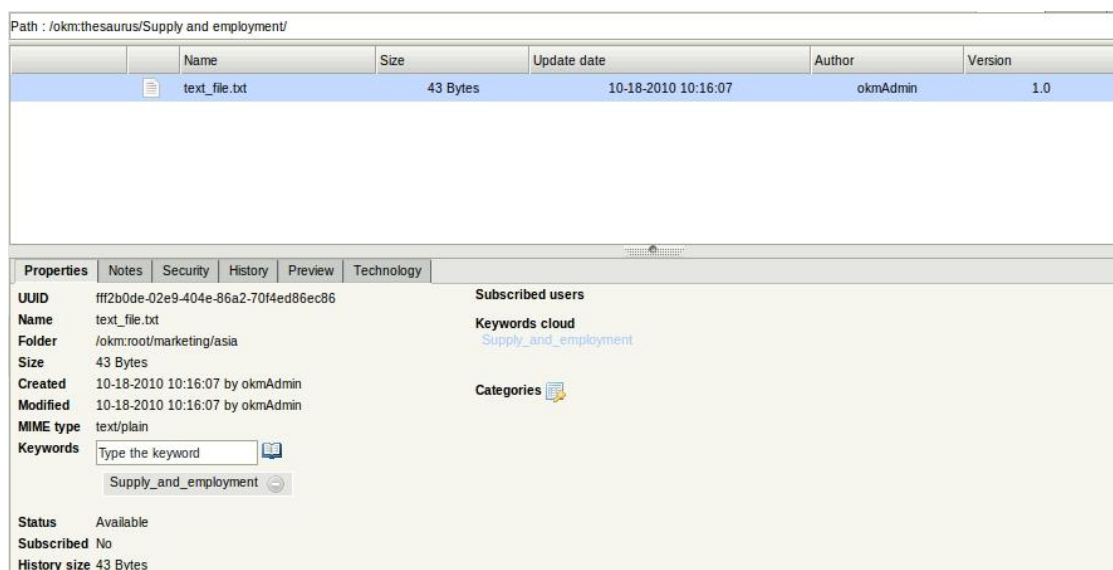 Path : /okm:thesaurus/Supply and employment/
Name Size Update date Author Version
text_file.txt 43 Bytes 10-18-2010 10:16:07 okmAdmin 1.0
Properties Notes Security History Preview Technology
UUID fff2b0de-02e9-404e-86a2-70f4ed86ec86
Name text_file.txt
Folder /okm:root/marketing/asia
Size 43 Bytes
Created 10-18-2010 10:16:07 by okmAdmin
Modified 10-18-2010 10:16:07 by okmAdmin
MIME type text/plain
Keywords Type the keyword
Supply_and_employment
Status Available
Subscribed No
History size 43 Bytes
Subscribed users
Keywords cloud
Supply_and_employment
Categories